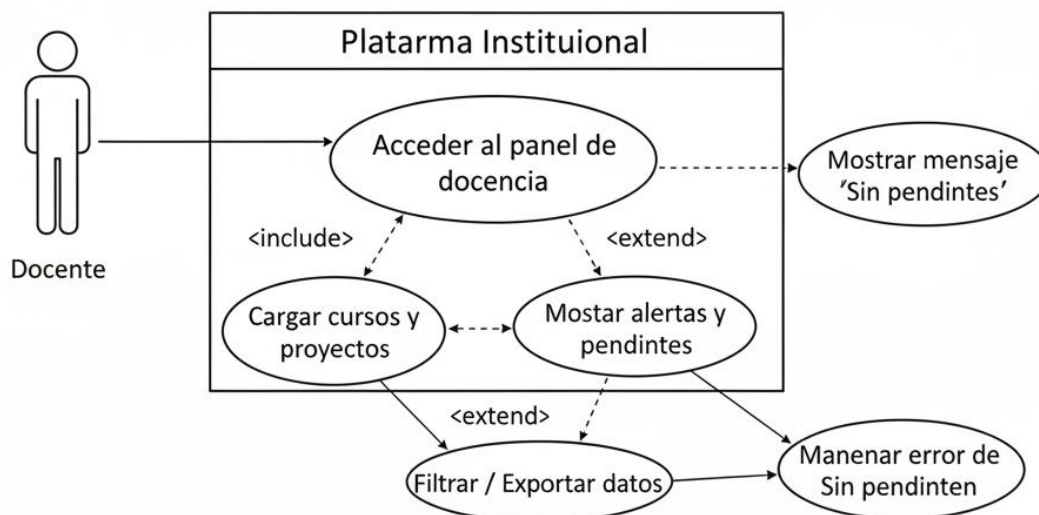 Platarma Instituional
Acceder al panel de
docencia
Mostrar mensaje
'Sin pendintes'
<include>
<extend>
Docente
Cargar cursos y
proyectos
Mostar alertas y
pendintes
<extend>
Filtrar / Exportar datos
Manenar error de
Sin pendinten